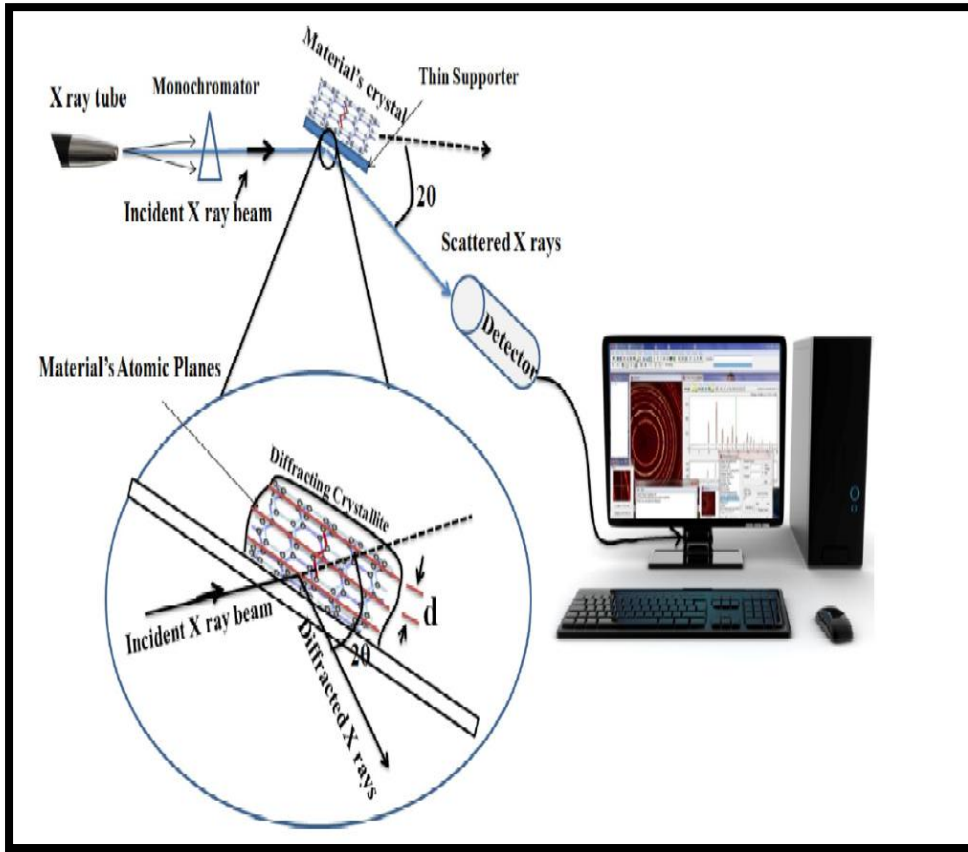 Material's crystal
Thin Supporter
Monochromator
X ray tube
2θ
Incident X ray beam
Scattered X rays
Detector
Material's Atomic Planes
Diffracting Crystallite
d
Incident X ray beam
2θ
Diffracted X rays